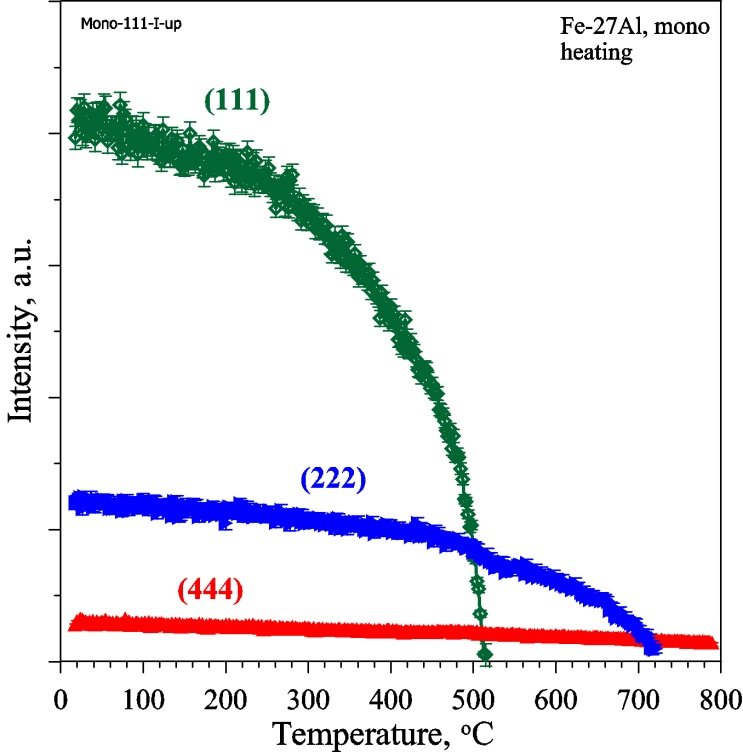 Mono-111-I-up
Fe-27Al, mono
heating
(111)
Intensity, a.u.
(222)
(444)
0 100 200 300 400 500 600 700 800
Temperature, °C